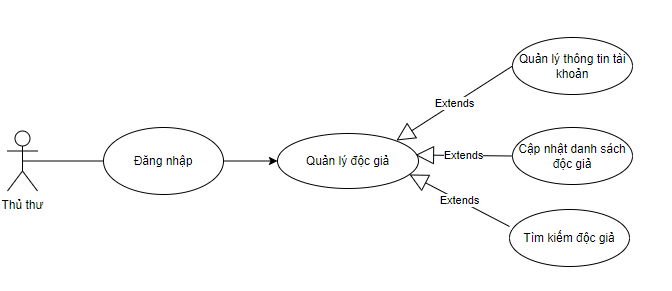 Quản lý thông tin tài
khoản
Extends
Đăng nhập
Quản lý độc giả
Extends
Cập nhật danh sách
độc giả
Thủ thư
Extends
Tìm kiếm độc giả